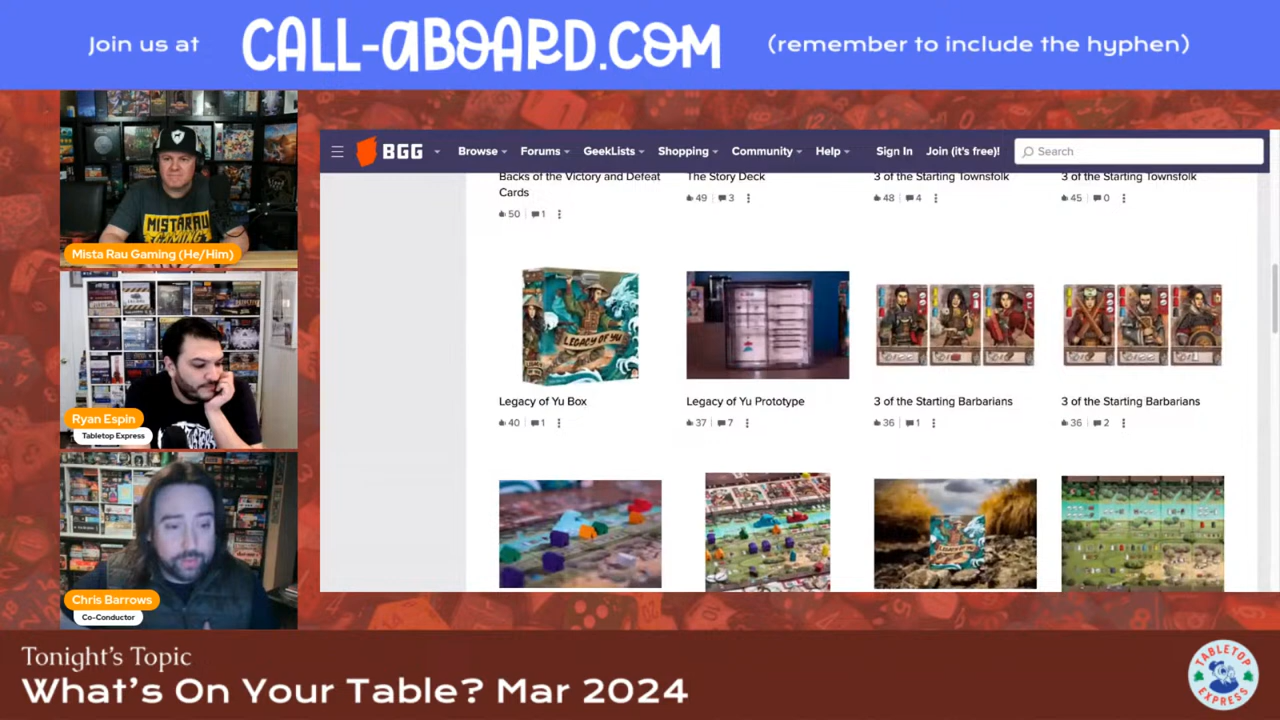 Join us at CALL-aBOARD.COM (remember to include the hyphen)
BGG Browse Forums GeekLists Shopping Community Help Sign In Join (it's free)! Search
Backs of the Victory and Defeat Cards
50 1
The Story Deck
49 3
3 of the Starting Townsfolk
48 4
3 of the Starting Townsfolk
45 0
MISTARAU
GAMING
Mista Rau Gaming (He/Him)
LEGACY OF YU
Legacy of Yu Box
40 1
Legacy of Yu Prototype
37 7
3 of the Starting Barbarians
36 1
3 of the Starting Barbarians
36 2
Ryan Espin
Tabletop Express
Chris Barrows
Co-Conductor
Tonight's Topic
What's On Your Table? Mar 2024
TABLETOP
EXPRESS